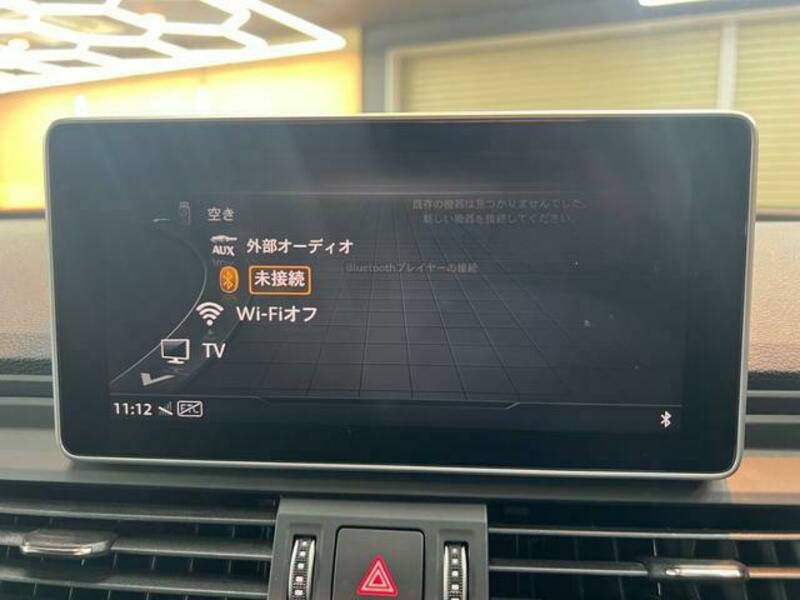 空き
既存の機器は見つかりませんでした。
新しい機器を接続してください。
AUX 外部オーディオ
Bluetoothプレイヤーの接続
未接続
Wi-Fiオフ
TV
11:12 ETC